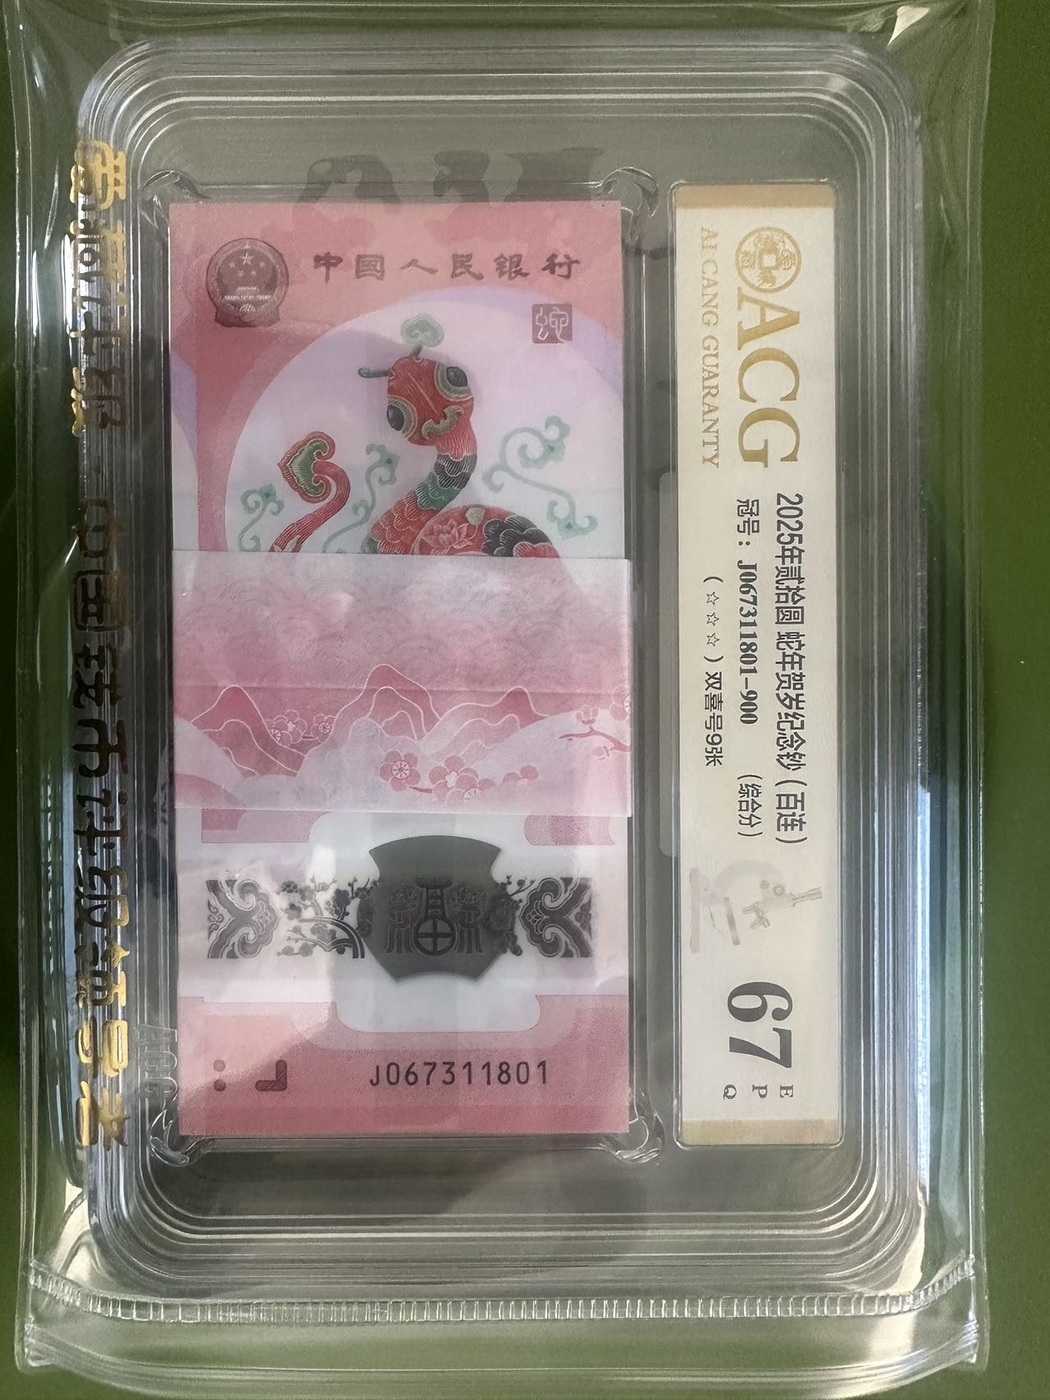 中国人民银行
福
J067311801
ACG
AI CANG GUARANTY
2025年贰拾圆 蛇年贺岁纪念钞（百连）
冠号：J067311801-900 （综合分）
（☆☆☆）双喜号9张
67
E
P
Q